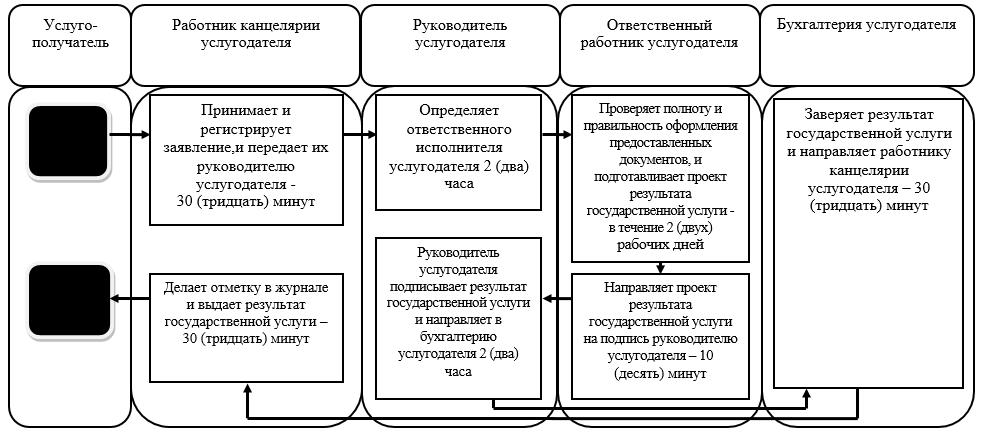 Услуго-
получатель
Работник канцелярии
услугодателя
Руководитель
услугодателя
Ответственный
работник услугодателя
Бухгалтерия услугодателя
Принимает и
регистрирует
заявление,и передает их
руководителю
услугодателя -
30 (тридцать) минут
Определяет
ответственного
исполнителя
услугодателя 2 (два)
часа
Проверяет полноту и
правильность оформления
предоставленных
документов, и
подготавливает проект
результата
государственной услуги -
в течение 2 (двух)
рабочих дней
Заверяет результат
государственной услуги
и направляет работнику
канцелярии
услугодателя – 30
(тридцать) минут
Делает отметку в журнале
и выдает результат
государственной услуги –
30 (тридцать) минут
Руководитель
услугодателя
подписывает результат
государственной услуги
и направляет в
бухгалтерию
услугодателя 2 (два)
часа
Направляет проект
результата
государственной услуги
на подпись руководителю
услугодателя – 10
(десять) минут